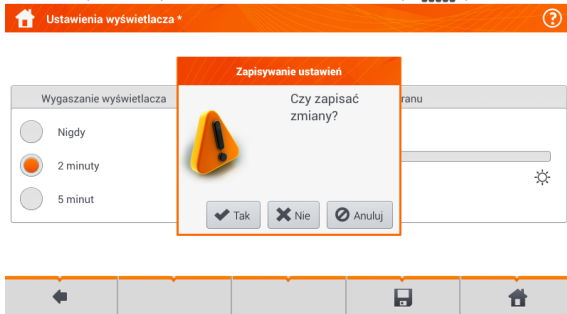 Ustawienia wyświetlacza *
Zapisywanie ustawień
Wygaszanie wyświetlacza
ranu
Czy zapisać
zmiany?
Nigdy
2 minuty
5 minut
Tak
Nie
Anuluj